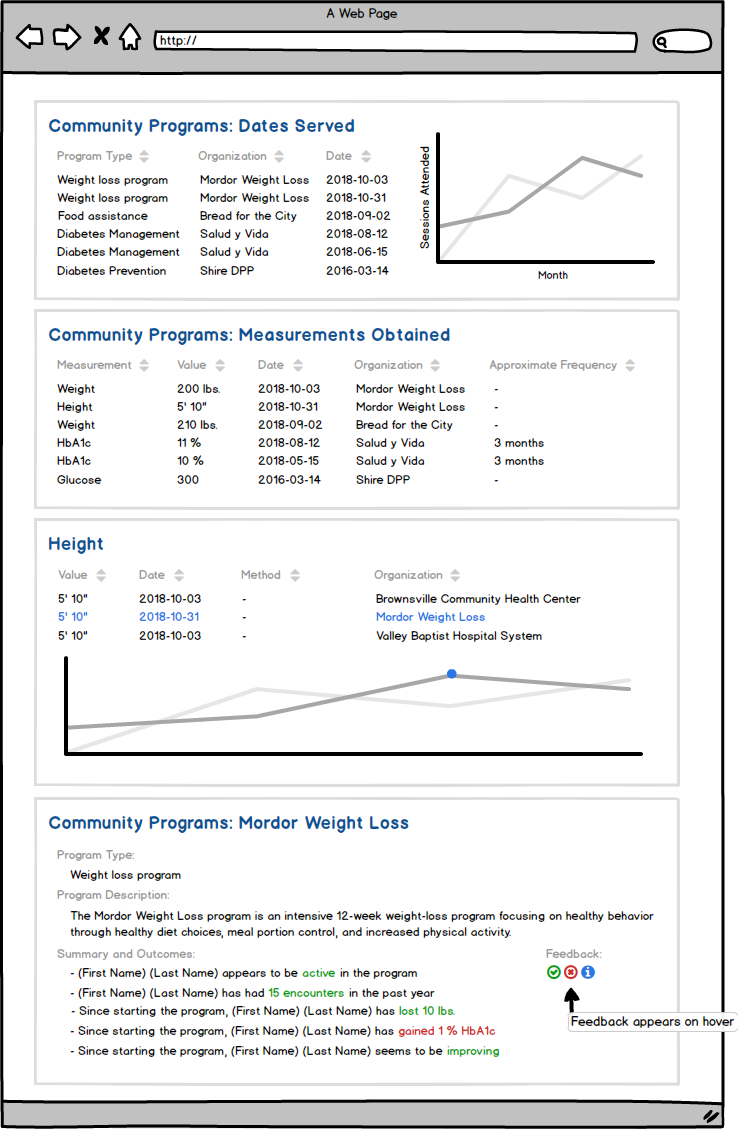 A Web Page
http://
Community Programs: Dates Served
Program Type Organization Date
Weight loss program Mordor Weight Loss 2018-10-03
Weight loss program Mordor Weight Loss 2018-10-31
Food assistance Bread for the City 2018-09-02
Diabetes Management Salud y Vida 2018-08-12
Diabetes Management Salud y Vida 2018-06-15
Diabetes Prevention Shire DPP 2016-03-14
Sessions Attended
Month
Community Programs: Measurements Obtained
Measurement Value Date Organization Approximate Frequency
Weight 200 lbs. 2018-10-03 Mordor Weight Loss -
Height 5' 10" 2018-10-31 Mordor Weight Loss -
Weight 210 lbs. 2018-09-02 Bread for the City -
HbA1c 11 % 2018-08-12 Salud y Vida 3 months
HbA1c 10 % 2018-05-15 Salud y Vida 3 months
Glucose 300 2016-03-14 Shire DPP -
Height
Value Date Method Organization
5' 10" 2018-10-03 - Brownsville Community Health Center
5' 10" 2018-10-31 - Mordor Weight Loss
5' 10" 2018-10-03 - Valley Baptist Hospital System
Community Programs: Mordor Weight Loss
Program Type:
Weight loss program
Program Description:
The Mordor Weight Loss program is an intensive 12-week weight-loss program focusing on healthy behavior
through healthy diet choices, meal portion control, and increased physical activity.
Summary and Outcomes: Feedback:
- (First Name) (Last Name) appears to be active in the program
- (First Name) (Last Name) has had 15 encounters in the past year
- Since starting the program, (First Name) (Last Name) has lost 10 lbs.
Feedback appears on hover
- Since starting the program, (First Name) (Last Name) has gained 1 % HbA1c
- Since starting the program, (First Name) (Last Name) seems to be improving